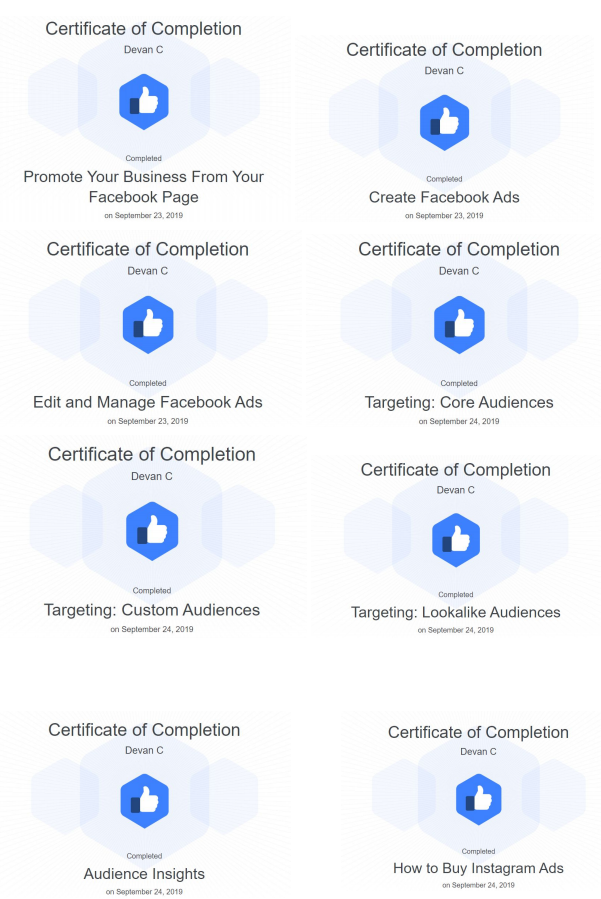 Certificate of Completion
Devan C
Completed
Promote Your Business From Your
Facebook Page
on September 23, 2019
Certificate of Completion
Devan C
Completed
Create Facebook Ads
on September 23, 2019
Certificate of Completion
Devan C
Completed
Edit and Manage Facebook Ads
on September 23, 2019
Certificate of Completion
Devan C
Completed
Targeting: Core Audiences
on September 24, 2019
Certificate of Completion
Devan C
Completed
Targeting: Custom Audiences
on September 24, 2019
Certificate of Completion
Devan C
Completed
Targeting: Lookalike Audiences
on September 24, 2019
Certificate of Completion
Devan C
Completed
Audience Insights
on September 24, 2019
Certificate of Completion
Devan C
Completed
How to Buy Instagram Ads
on September 24, 2019